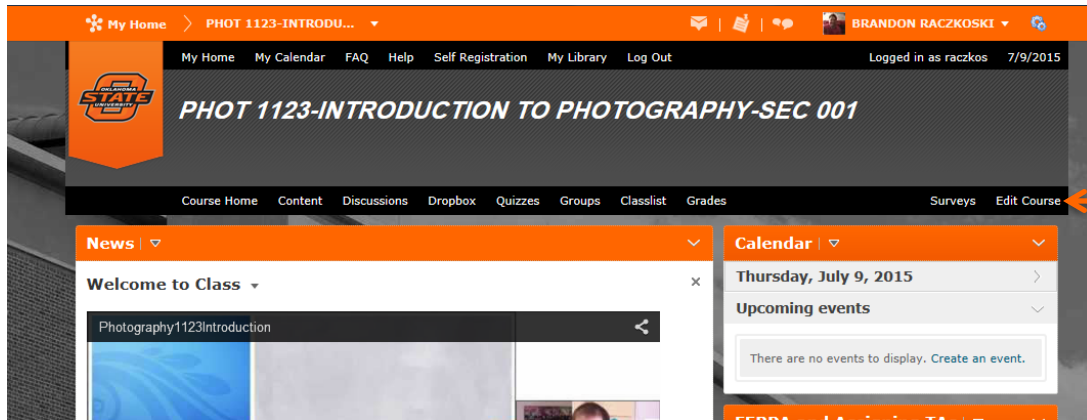 My Home PHOT 1123-INTRODU... BRANDON RACZKOSKI
My Home My Calendar FAQ Help Self Registration My Library Log Out Logged in as raczkos 7/9/2015
OKLAHOMA
STATE
UNIVERSITY
PHOT 1123-INTRODUCTION TO PHOTOGRAPHY-SEC 001
Course Home Content Discussions Dropbox Quizzes Groups Classlist Grades Surveys Edit Course
News
Welcome to Class
Photography1123Introduction
Calendar
Thursday, July 9, 2015
Upcoming events
There are no events to display. Create an event.